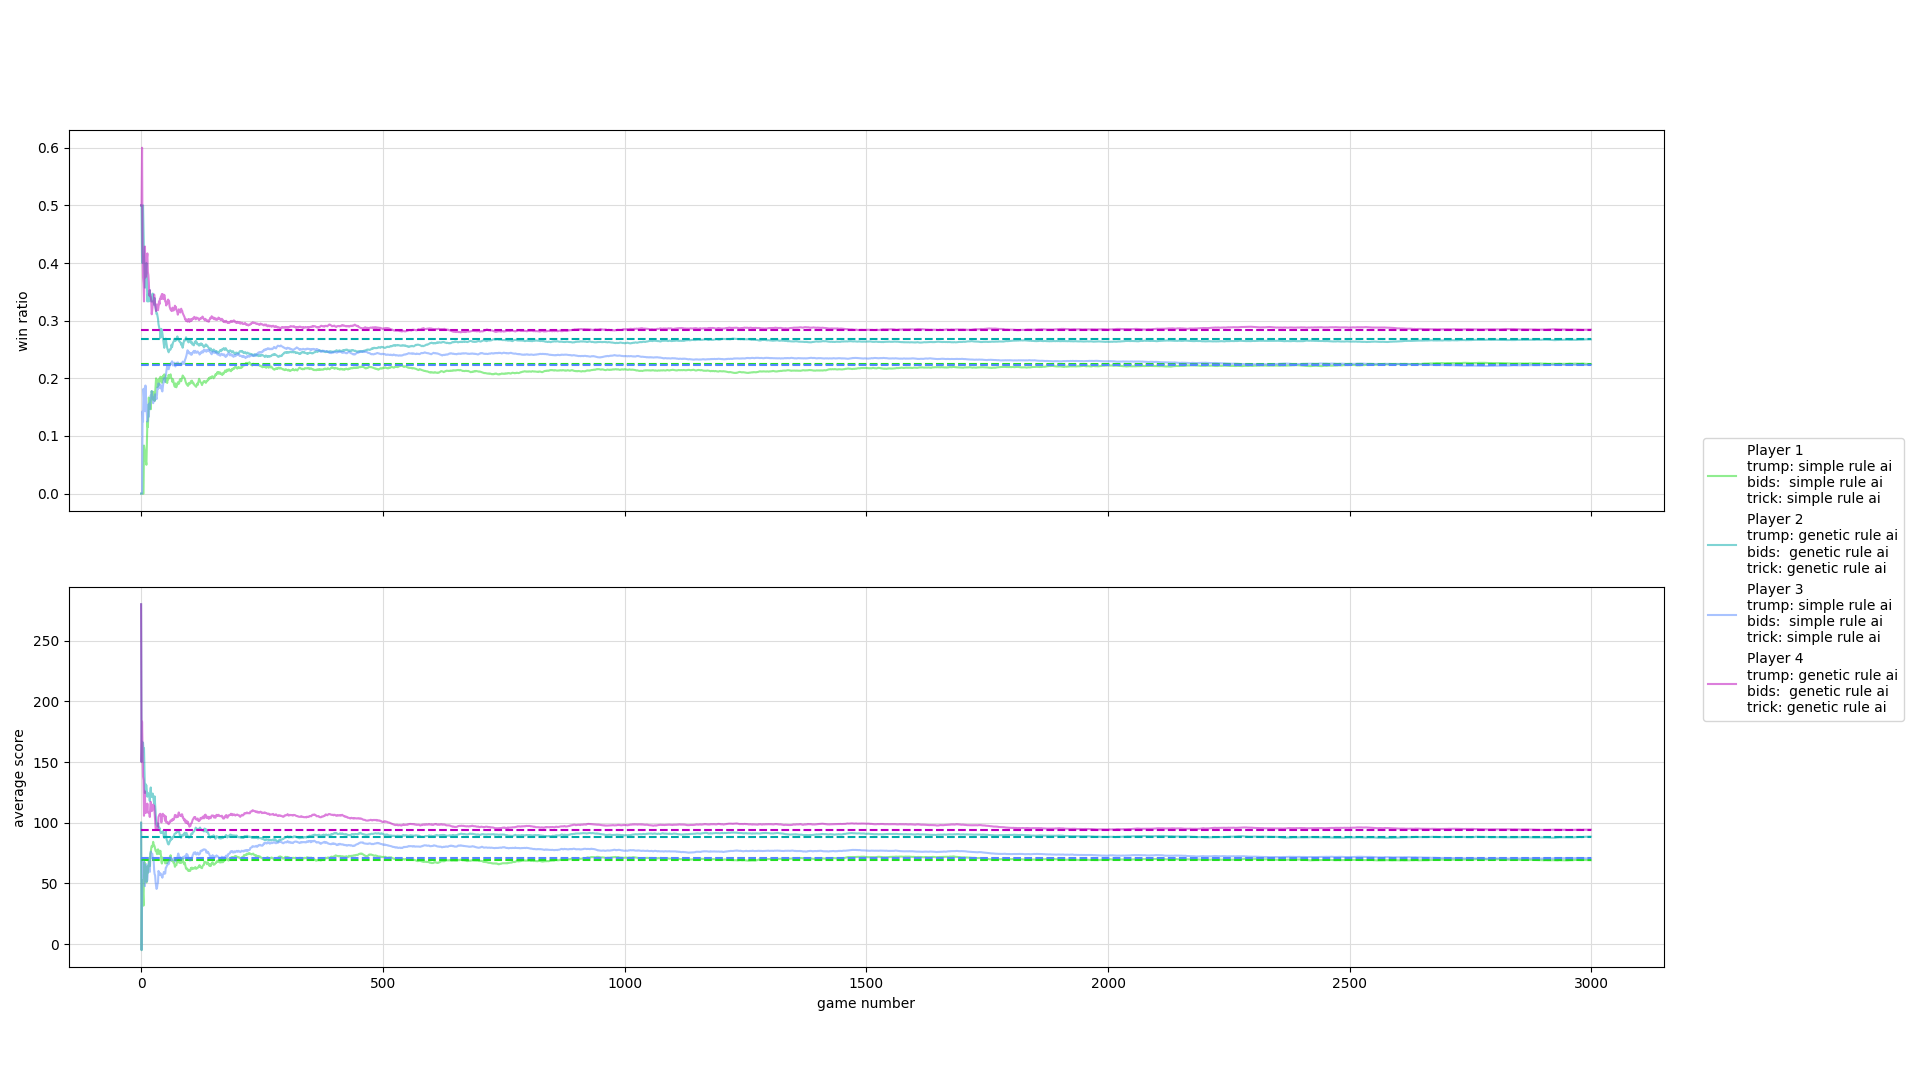 0.6
0.5
0.4
0.3
0.2
0.1
0.0
win ratio
250
200
150
100
50
0
average score
0 500 1000 1500 2000 2500 3000
game number
Player 1
trump: simple rule ai
bids:  simple rule ai
trick: simple rule ai
Player 2
trump: genetic rule ai
bids:  genetic rule ai
trick: genetic rule ai
Player 3
trump: simple rule ai
bids:  simple rule ai
trick: simple rule ai
Player 4
trump: genetic rule ai
bids:  genetic rule ai
trick: genetic rule ai